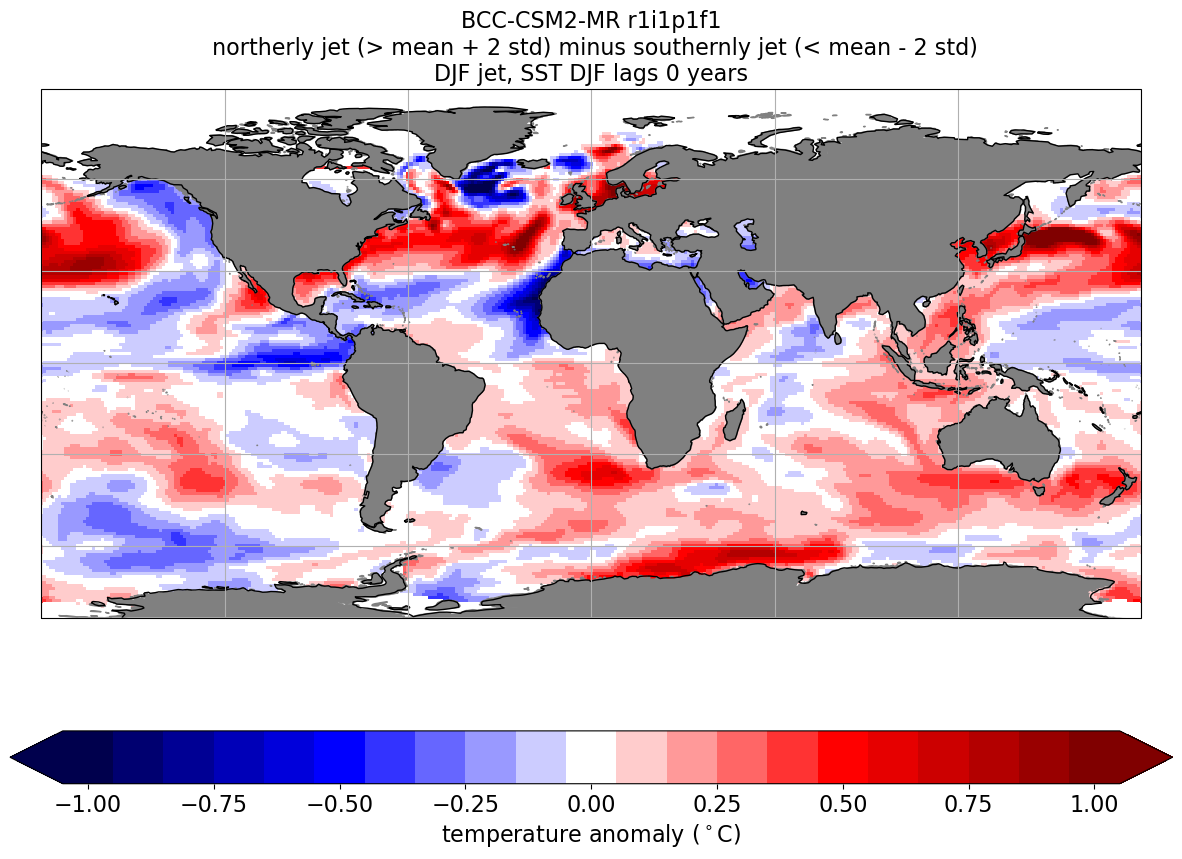 BCC-CSM2-MR r1i1p1f1
northerly jet (> mean + 2 std) minus southernly jet (< mean - 2 std)
DJF jet, SST DJF lags 0 years
−1.00 −0.75 −0.50 −0.25 0.00 0.25 0.50 0.75 1.00
temperature anomaly (°C)